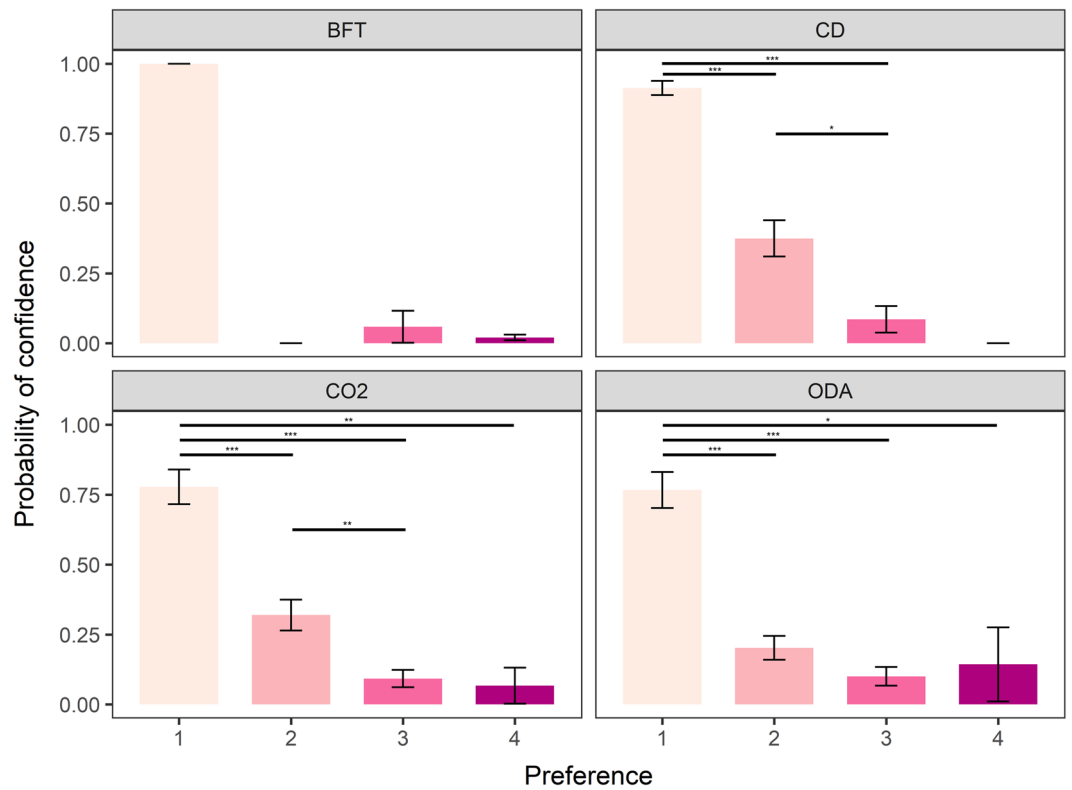 BFT
CD
1.00
0.75
0.50
0.25
0.00
***
***
*
CO2
ODA
1.00
0.75
0.50
0.25
0.00
**
***
***
**
*
***
***
1 2 3 4
1 2 3 4
Preference
Probability of confidence